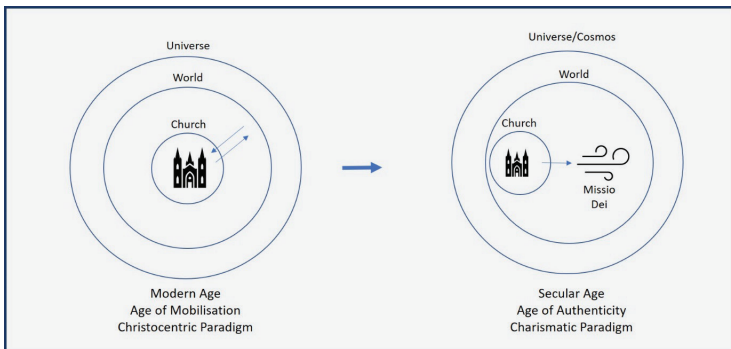 Universe
World
Church
Modern Age
Age of Mobilisation
Christocentric Paradigm
Universe/Cosmos
World
Church
Missio
Dei
Secular Age
Age of Authenticity
Charismatic Paradigm